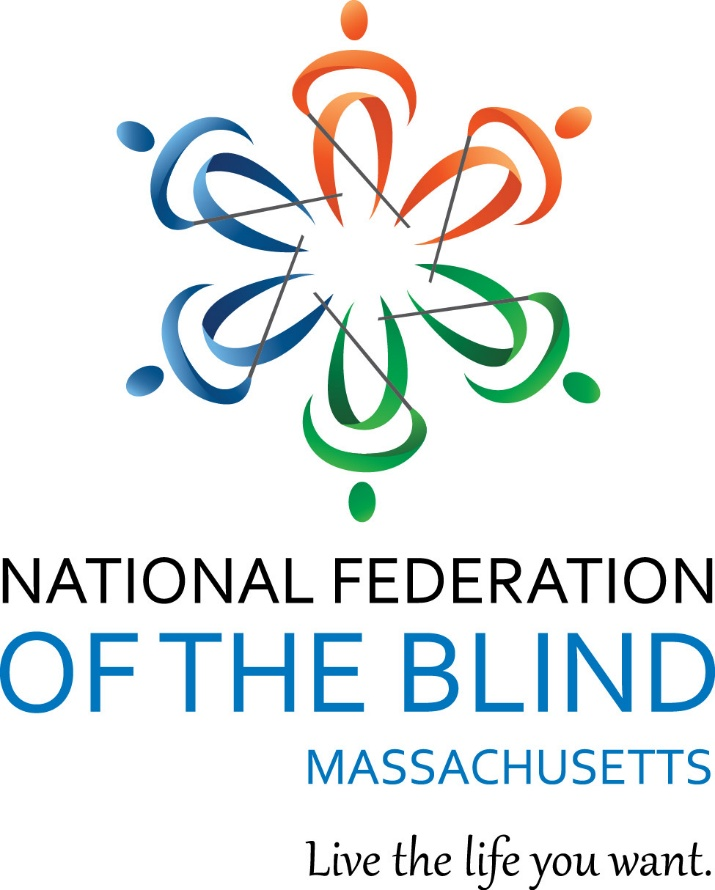 NATIONAL FEDERATION
OF THE BLIND
MASSACHUSETTS
Live the life you want.